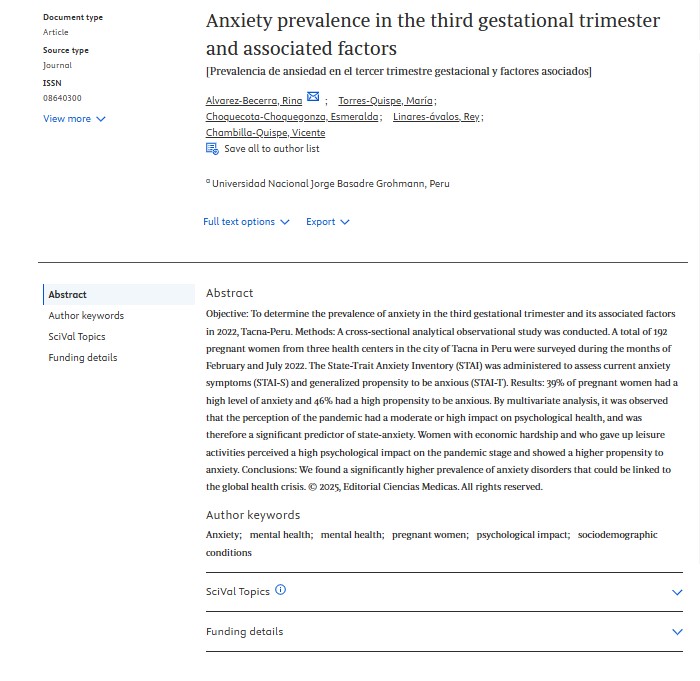 Document type
Article
Source type
Journal
ISSN
08640300
View more
Anxiety prevalence in the third gestational trimester
and associated factors
[Prevalencia de ansiedad en el tercer trimestre gestacional y factores asociados]
Alvarez-Becerra, Rina ; Torres-Quispe, María;
Choquecota-Choquegonza, Esmeralda; Linares-ávalos, Rey;
Chambilla-Quispe, Vicente
Save all to author list
a Universidad Nacional Jorge Basadre Grohmann, Peru
Full text options Export
Abstract
Author keywords
SciVal Topics
Funding details
Abstract
Objective: To determine the prevalence of anxiety in the third gestational trimester and its associated factors
in 2022, Tacna-Peru. Methods: A cross-sectional analytical observational study was conducted. A total of 192
pregnant women from three health centers in the city of Tacna in Peru were surveyed during the months of
February and July 2022. The State-Trait Anxiety Inventory (STAI) was administered to assess current anxiety
symptoms (STAI-S) and generalized propensity to be anxious (STAI-T). Results: 39% of pregnant women had a
high level of anxiety and 46% had a high propensity to be anxious. By multivariate analysis, it was observed
that the perception of the pandemic had a moderate or high impact on psychological health, and was
therefore a significant predictor of state-anxiety. Women with economic hardship and who gave up leisure
activities perceived a high psychological impact on the pandemic stage and showed a higher propensity to
anxiety. Conclusions: We found a significantly higher prevalence of anxiety disorders that could be linked to
the global health crisis. © 2025, Editorial Ciencias Medicas. All rights reserved.
Author keywords
Anxiety; mental health; mental health; pregnant women; psychological impact; sociodemographic
conditions
SciVal Topics
Funding details